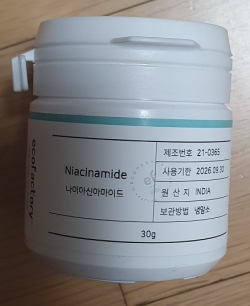 ecofactory.
Niacinamide
나이아신아마이드
제조번호 21-0365
사용기한 2026.09.30
원 산 지 INDIA
보관방법 냉암소
30g